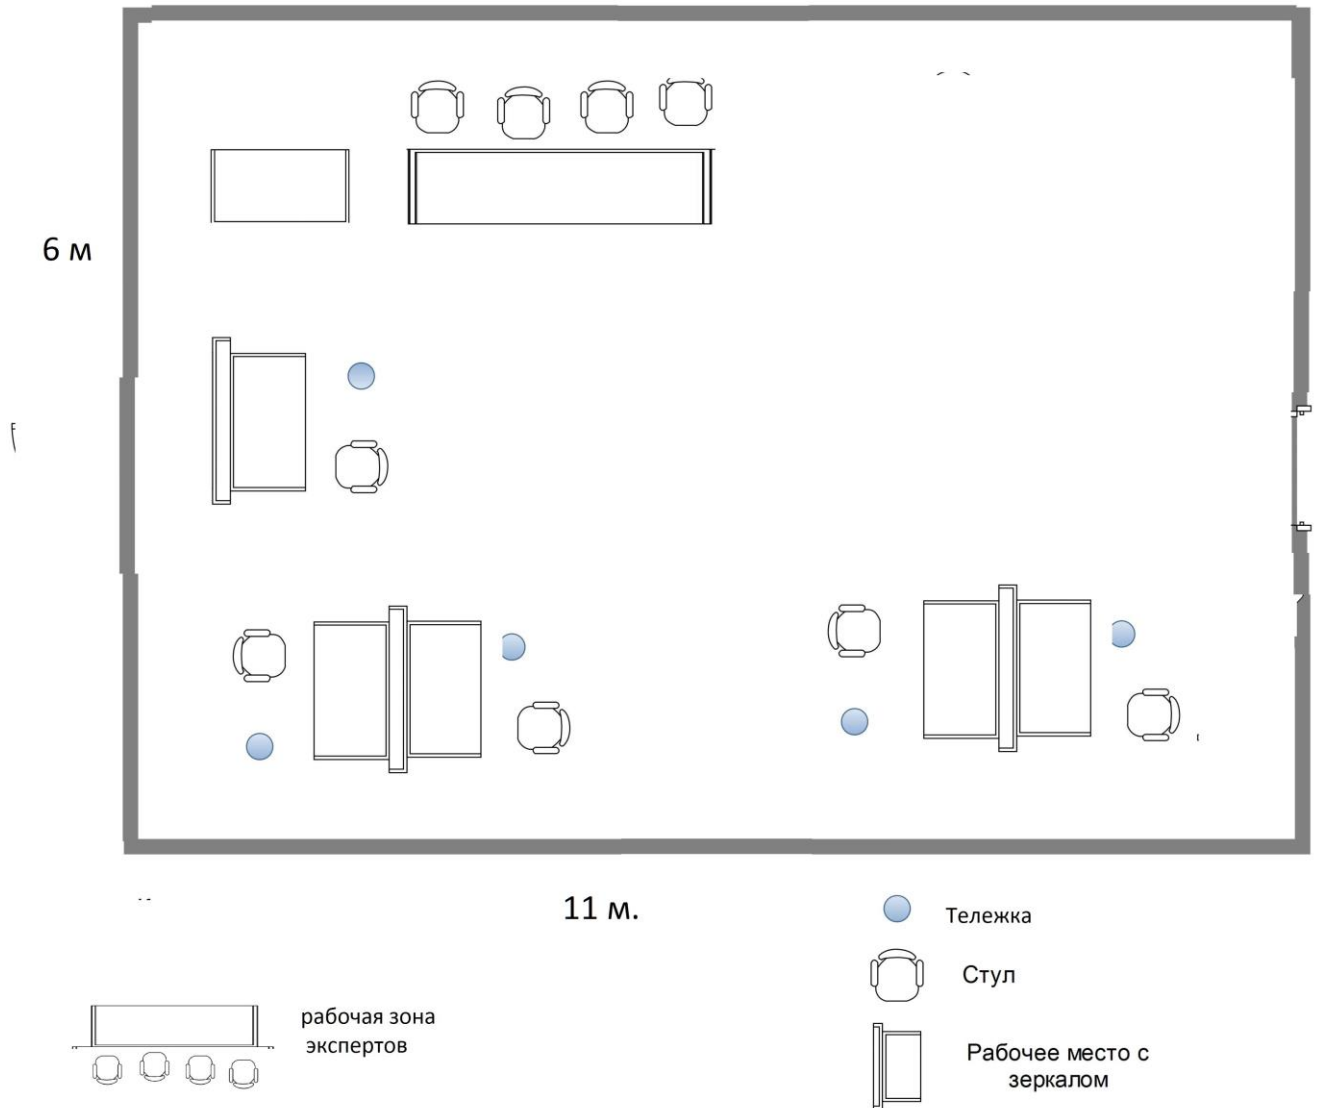 6 м
11 м.
Тележка
Стул
рабочая зона
экспертов
Рабочее место с
зеркалом